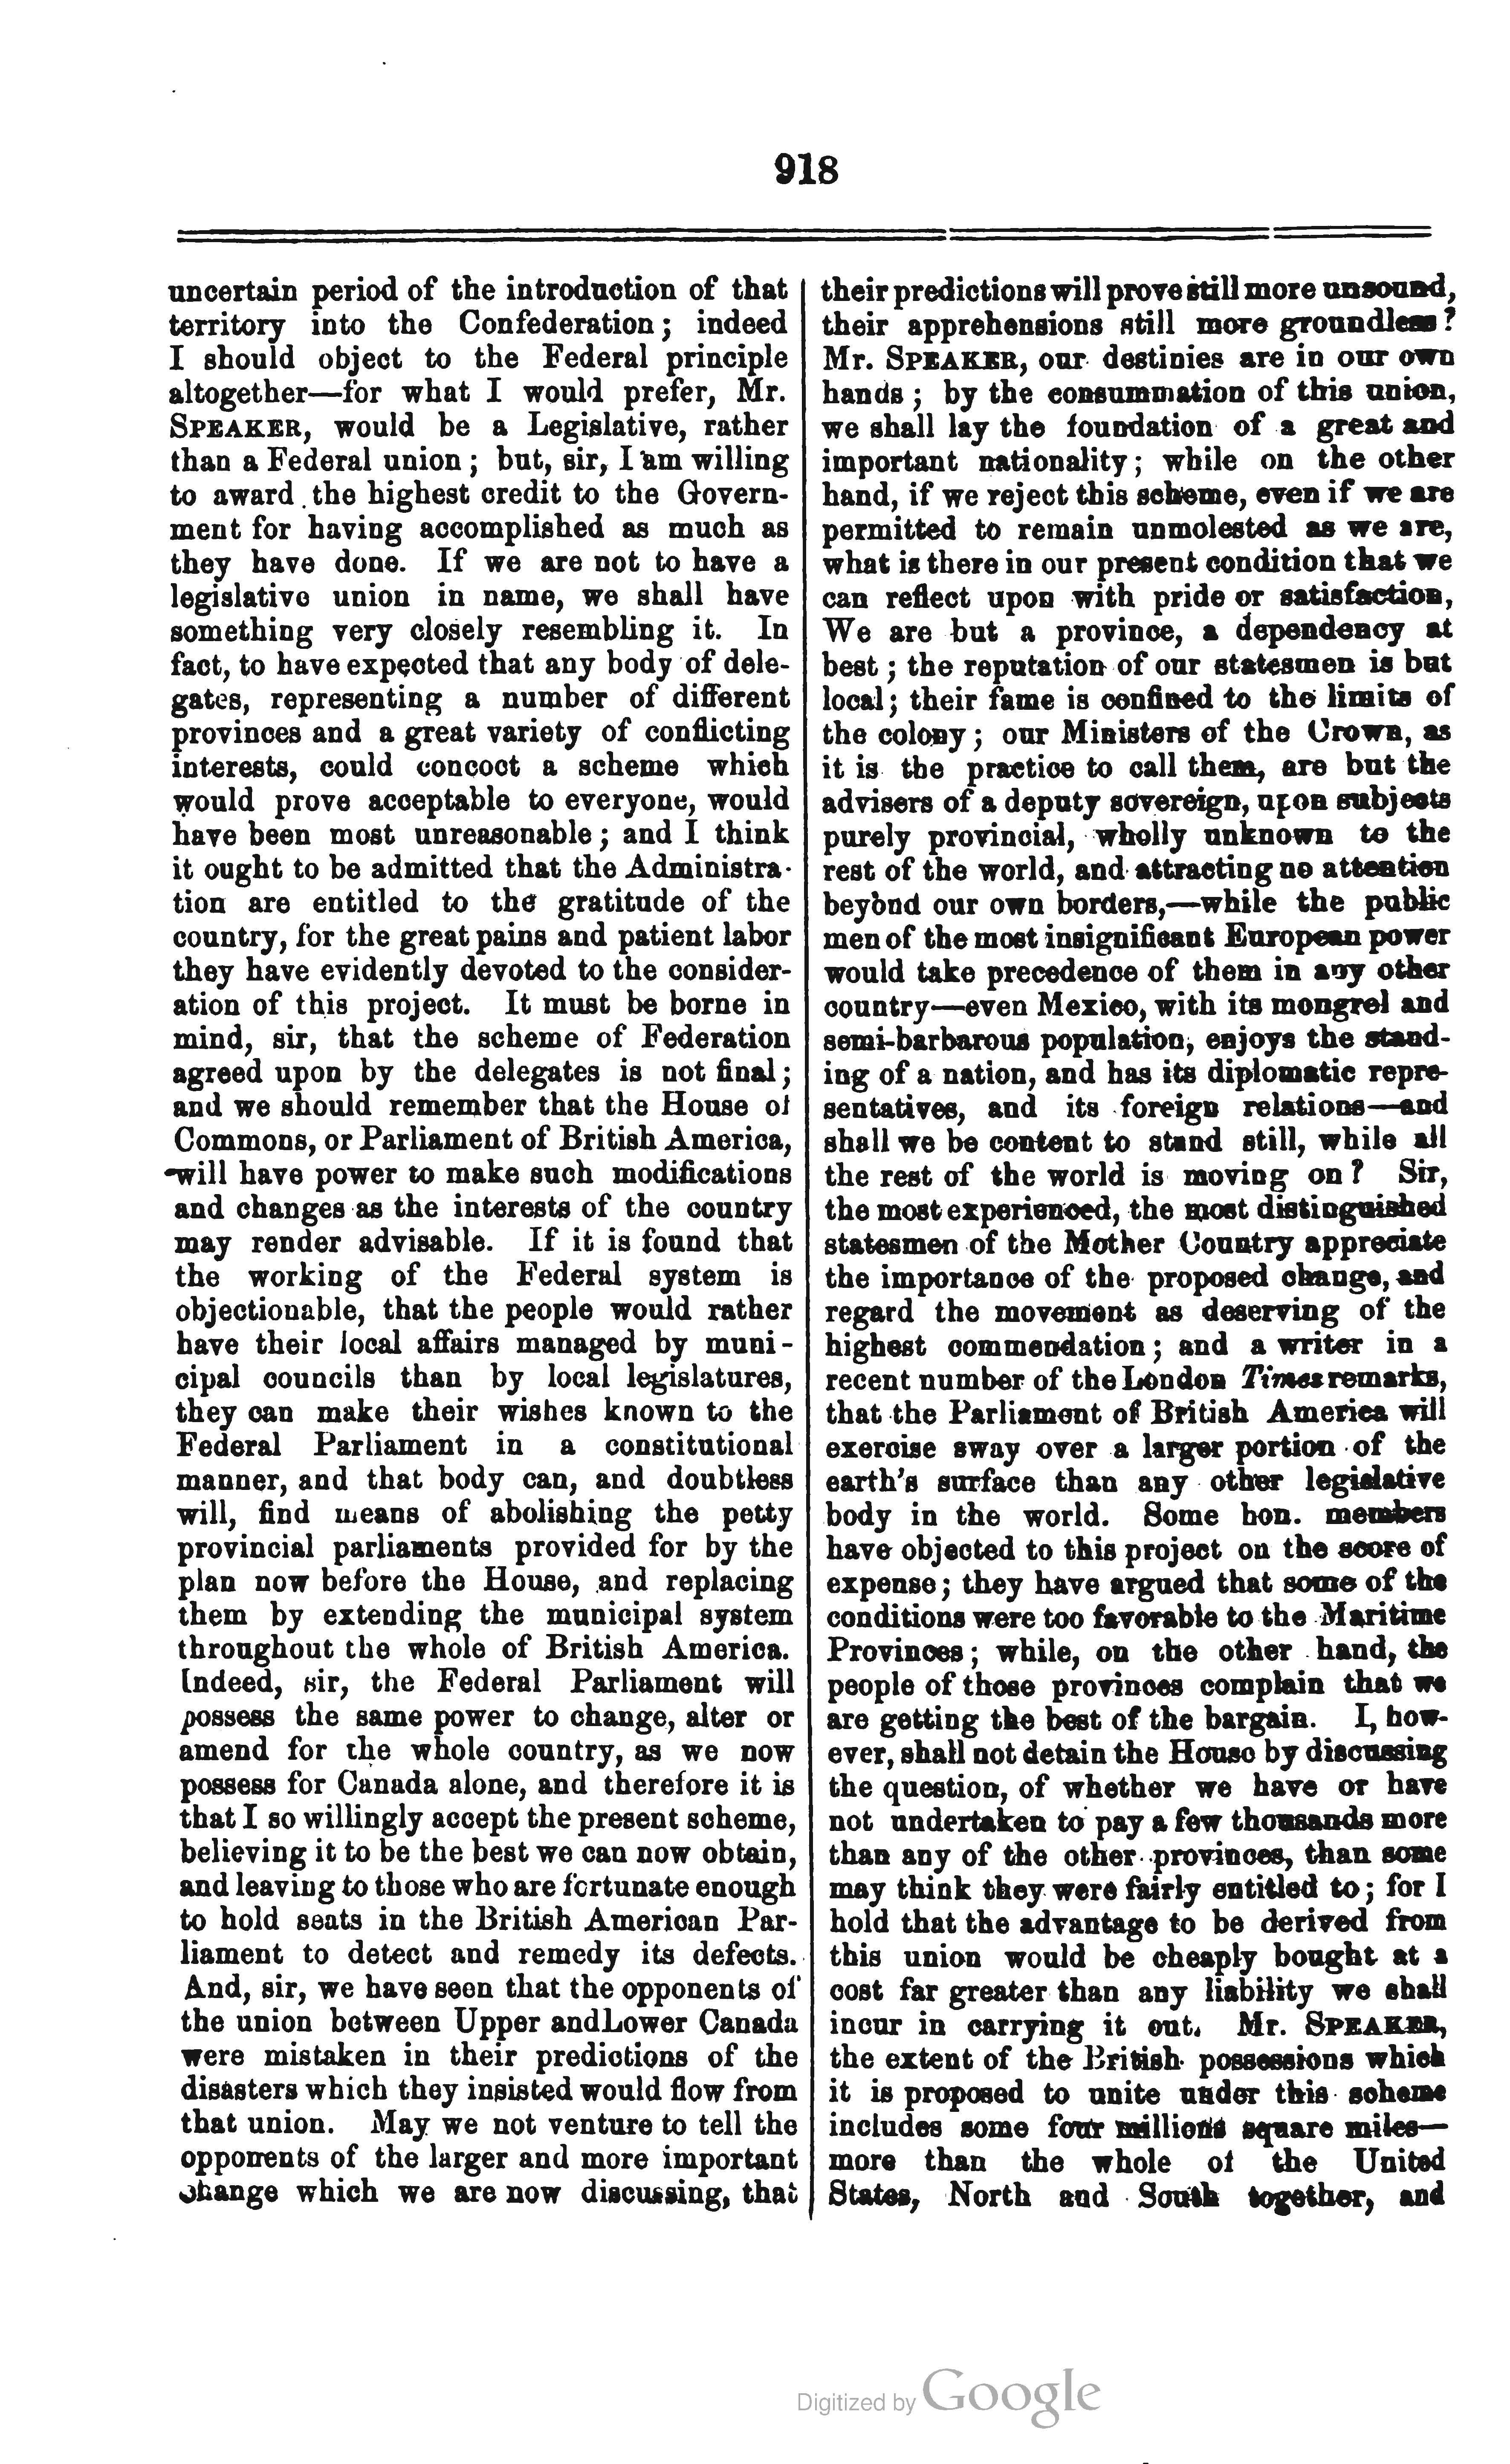 918
uncertain period of the introduction of that
territory into the Confederation; indeed
I should object to the Federal principle
altogether—for what I would prefer, Mr.
SPEAKER, would be a Legislative, rather
than a Federal union; but, sir, I am willing
to award the highest credit to the Govern-
ment for having accomplished as much as
they have done. If we are not to have a
legislative union in name, we shall have
something very closely resembling it. In
fact, to have expected that any body of dele-
gates, representing a number of different
provinces and a great variety of conflicting
interests, could concoct a scheme which
would prove acceptable to everyone, would
have been most unreasonable; and I think
it ought to be admitted that the Administra-
tion are entitled to the gratitude of the
country, for the great pains and patient labor
they have evidently devoted to the consider-
ation of this project. It must be borne in
mind, sir, that the scheme of Federation
agreed upon by the delegates is not final;
and we should remember that the House of
Commons, or Parliament of British America,
will have power to make such modifications
and changes as the interests of the country
may render advisable. If it is found that
the working of the Federal system is
objectionable, that the people would rather
have their local affairs managed by muni-
cipal councils than by local legislatures,
they can make their wishes known to the
Federal Parliament in a constitutional
manner, and that body can, and doubtless
will, find means of abolishing the petty
provincial parliaments provided for by the
plan now before the House, and replacing
them by extending the municipal system
throughout the whole of British America.
Indeed, sir, the Federal Parliament will
possess the same power to change, alter or
amend for the whole country, as we now
possess for Canada alone, and therefore it is
that I so willingly accept the present scheme,
believing it to be the best we can now obtain,
and leaving to those who are fortunate enough
to hold seats in the British American Par-
liament to detect and remedy its defects.
And, sir, we have seen that the opponents of
the union between Upper and Lower Canada
were mistaken in their predictions of the
disasters which they insisted would flow from
that union. May we not venture to tell the
opponents of the larger and more important
change which we are now discussing, that
their predictions will prove still more unsound,
their apprehensions still more groundless?
Mr. SPEAKER, our destinies are in our own
hands; by the consummation of this union,
we shall lay the foundation of a great and
important nationality; while on the other
hand, if we reject this scheme, even if we are
permitted to remain unmolested as we are,
what is there in our present condition that we
can reflect upon with pride or satisfaction,
We are but a province, a dependency at
best; the reputation of our statesmen is but
local; their fame is confined to the limits of
the colony; our Ministers of the Crown, as
it is the practice to call them, are but the
advisers of a deputy sovereign, upon subjects
purely provincial, wholly unknown to the
rest of the world, and attracting no attention
beyond our own borders,—while the public
men of the most insignificant European power
would take precedence of them in any other
country—even Mexico, with its mongrel and
semi-barbarous population, enjoys the stand-
ing of a nation, and has its diplomatic repre-
sentatives, and its foreign relations—and
shall we be content to stand still, while all
the rest of the world is moving on? Sir,
the most experienced, the most distinguished
statesmen of the Mother Country appreciate
the importance of the proposed change, and
regard the movement as deserving of the
highest commendation; and a writer in a
recent number of the London Times remarks,
that the Parliament of British America will
exercise sway over a larger portion of the
earth's surface than any other legislative
body in the world. Some hon. members
have objected to this project on the score of
expense; they have argued that some of the
conditions were too favorable to the Maritime
Provinces; while, on the other hand, the
people of those provinces complain that we
are getting the best of the bargain. I, how-
ever, shall not detain the House by discussing
the question, of whether we have or have
not undertaken to pay a few thousands more
than any of the other provinces, than some
may think they were fairly entitled to; for I
hold that the advantage to be derived from
this union would be cheaply bought at a
cost far greater than any liability we shall
incur in carrying it out. Mr. SPEAKER,
the extent of the British possessions which
it is proposed to unite under this scheme
includes some four millions square miles—
more than the whole of the United
States, North and South together, and
Digitized by Google